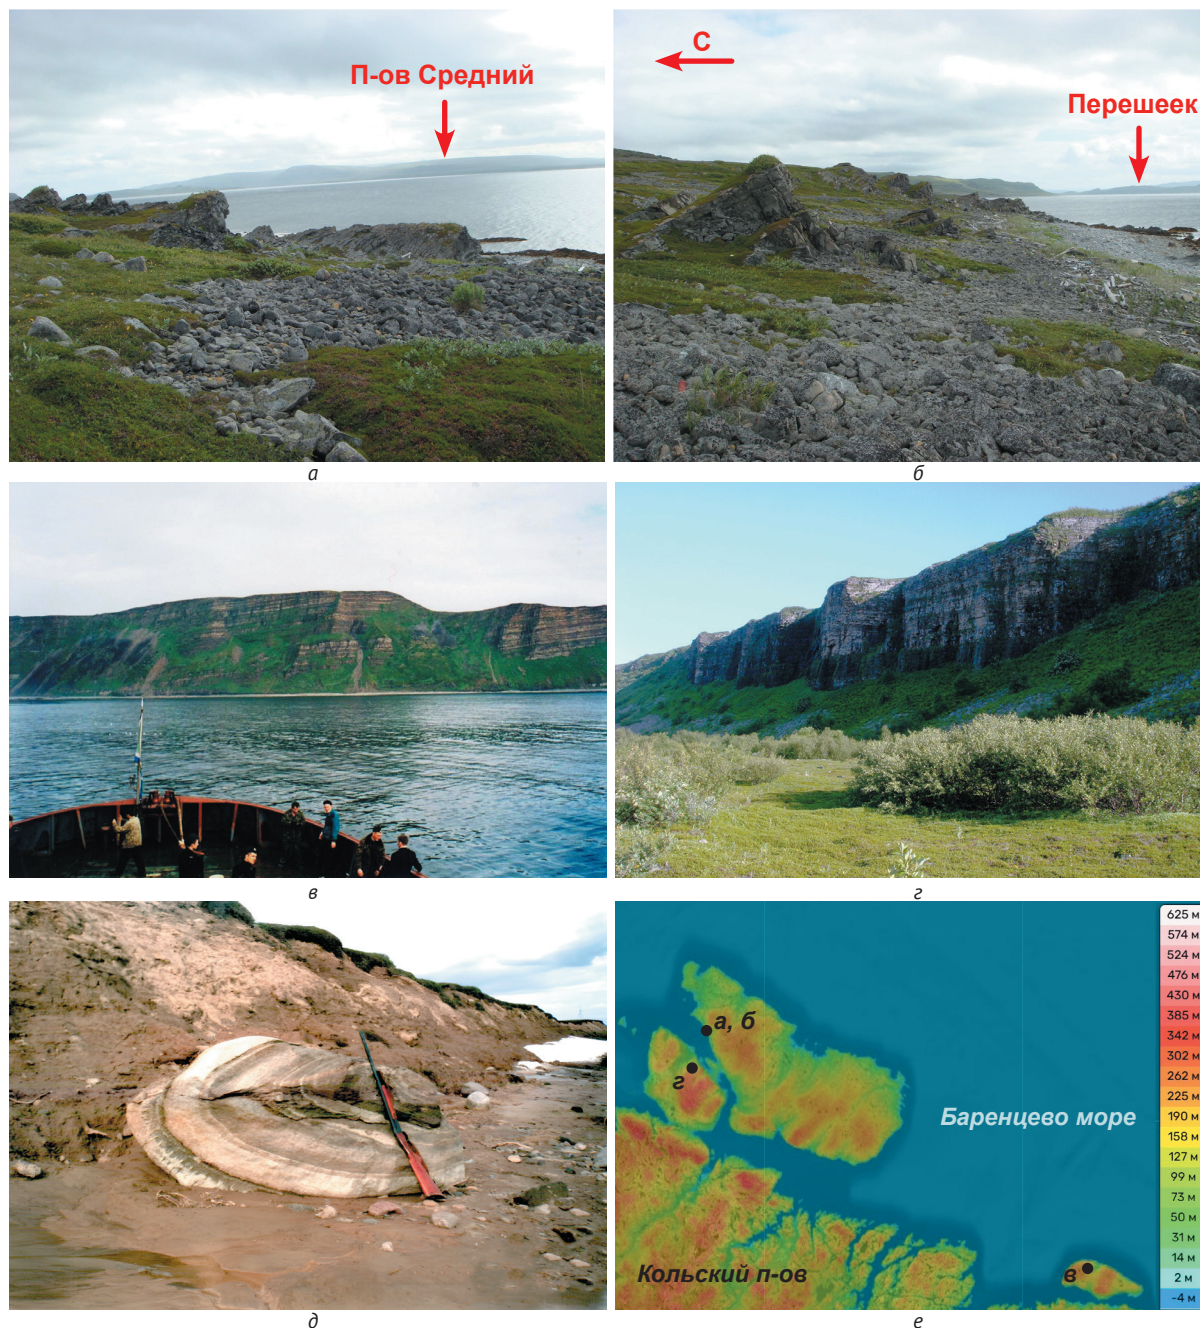 П-ов Средний
С
Перешеек
а
б
в
г
д
е
а, б
г
в
Баренцево море
Кольский п-ов
625 м
574 м
524 м
476 м
430 м
385 м
342 м
302 м
262 м
225 м
190 м
158 м
127 м
99 м
73 м
50 м
31 м
14 м
2 м
-4 м